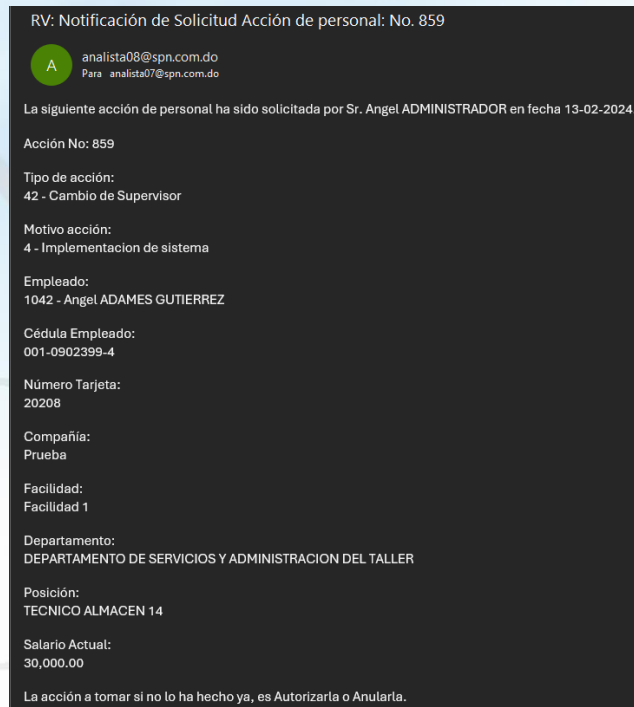 RV: Notificación de Solicitud Acción de personal: No. 859
A
analista08@spn.com.do
Para analista07@spn.com.do
La siguiente acción de personal ha sido solicitada por Sr. Angel ADMINISTRADOR en fecha 13-02-2024
Acción No: 859
Tipo de acción:
42 - Cambio de Supervisor
Motivo acción:
4 - Implementacion de sistema
Empleado:
1042 - Angel ADAMES GUTIERREZ
Cédula Empleado:
001-0902399-4
Número Tarjeta:
20208
Compañía:
Prueba
Facilidad:
Facilidad 1
Departamento:
DEPARTAMENTO DE SERVICIOS Y ADMINISTRACION DEL TALLER
Posición:
TECNICO ALMACEN 14
Salario Actual:
30,000.00
La acción a tomar si no lo ha hecho ya, es Autorizarla o Anularla.